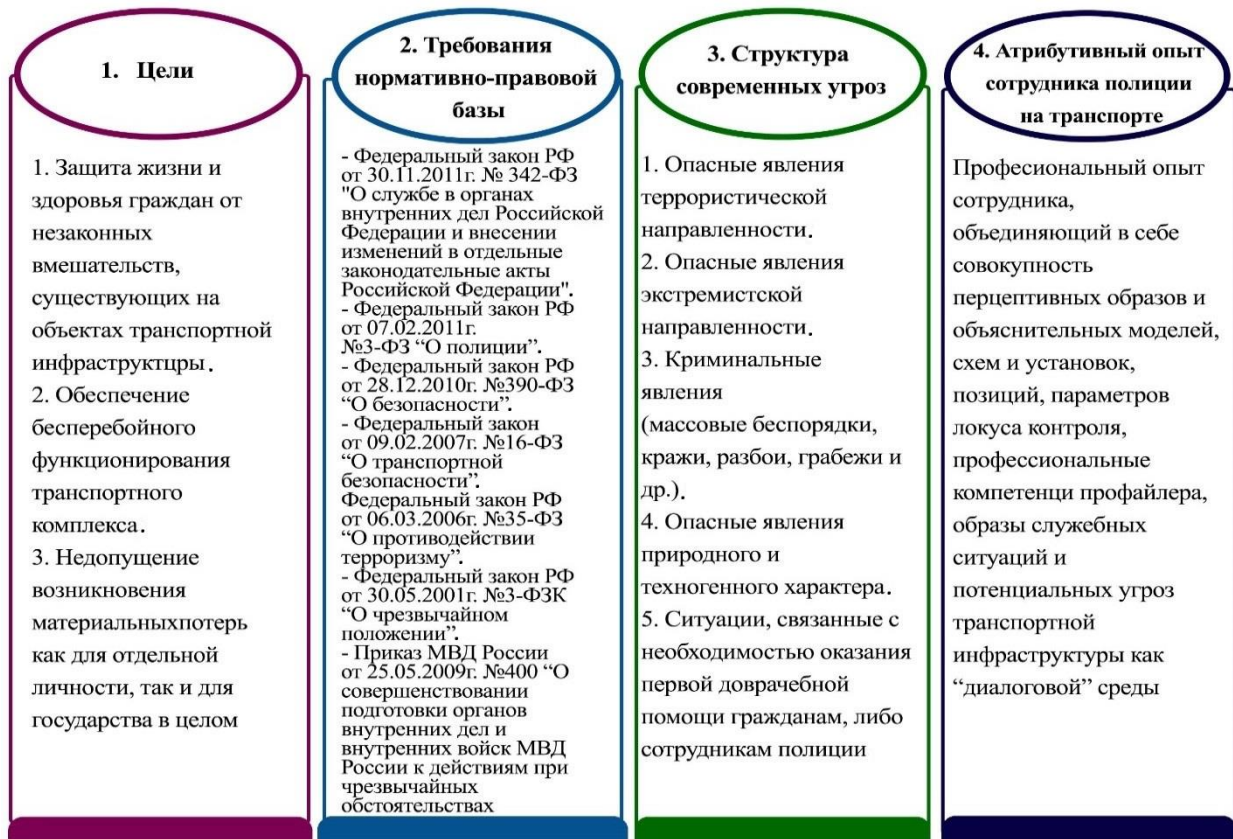 1. Цели
1. Защита жизни и
здоровья граждан от
незаконных
вмешательств,
существующих на
объектах транспортной
инфраструктцры.
2. Обеспечение
бесперебойного
функционирования
транспортного
комплекса.
3. Недопущение
возникновения
материальныхпотерь
как для отдельной
личности, так и для
государства в целом
2. Требования
нормативно-правовой
базы
- Федеральный закон РФ
от 30.11.2011г. № 342-ФЗ
"О службе в органах
внутренних дел Российской
Федерации и внесении
изменений в отдельные
законодательные акты
Российской Федерации".
- Федеральный закон РФ
от 07.02.2011г.
№3-ФЗ “О полиции”.
- Федеральный закон РФ
от 28.12.2010г. №390-ФЗ
“О безопасности”.
- Федеральный закон
от 09.02.2007г. №16-ФЗ
“О транспортной
безопасности”.
Федеральный закон РФ
от 06.03.2006г. №35-ФЗ
“О противодействии
терроризму”.
- Федеральный закон РФ
от 30.05.2001г. №3-ФЗК
“О чрезвычайном
положении”.
- Приказ МВД России
от 25.05.2009г. №400 “О
совершенствовании
подготовки органов
внутренних дел и
внутренних войск МВД
России к действиям при
чрезвычайных
обстоятельствах
3. Структура
современных угроз
1. Опасные явления
террористической
направленности.
2. Опасные явления
экстремистской
направленности.
3. Криминальные
явления
(массовые беспорядки,
кражи, разбои, грабежи и
др.).
4. Опасные явления
природного и
техногенного характера.
5. Ситуации, связанные с
необходимостью оказания
первой доврачебной
помощи гражданам, либо
сотрудникам полиции
4. Атрибутивный опыт
сотрудника полиции
на транспорте
Професиональный опыт
сотрудника,
объединяющий в себе
совокупность
перцептивных образов и
объяснительных моделей,
схем и установок,
позиций, параметров
локуса контроля,
профессиональные
компетенци профайлера,
образы служебных
ситуаций и
потенциальных угроз
транспортной
инфраструктуры как
“диалоговой” среды